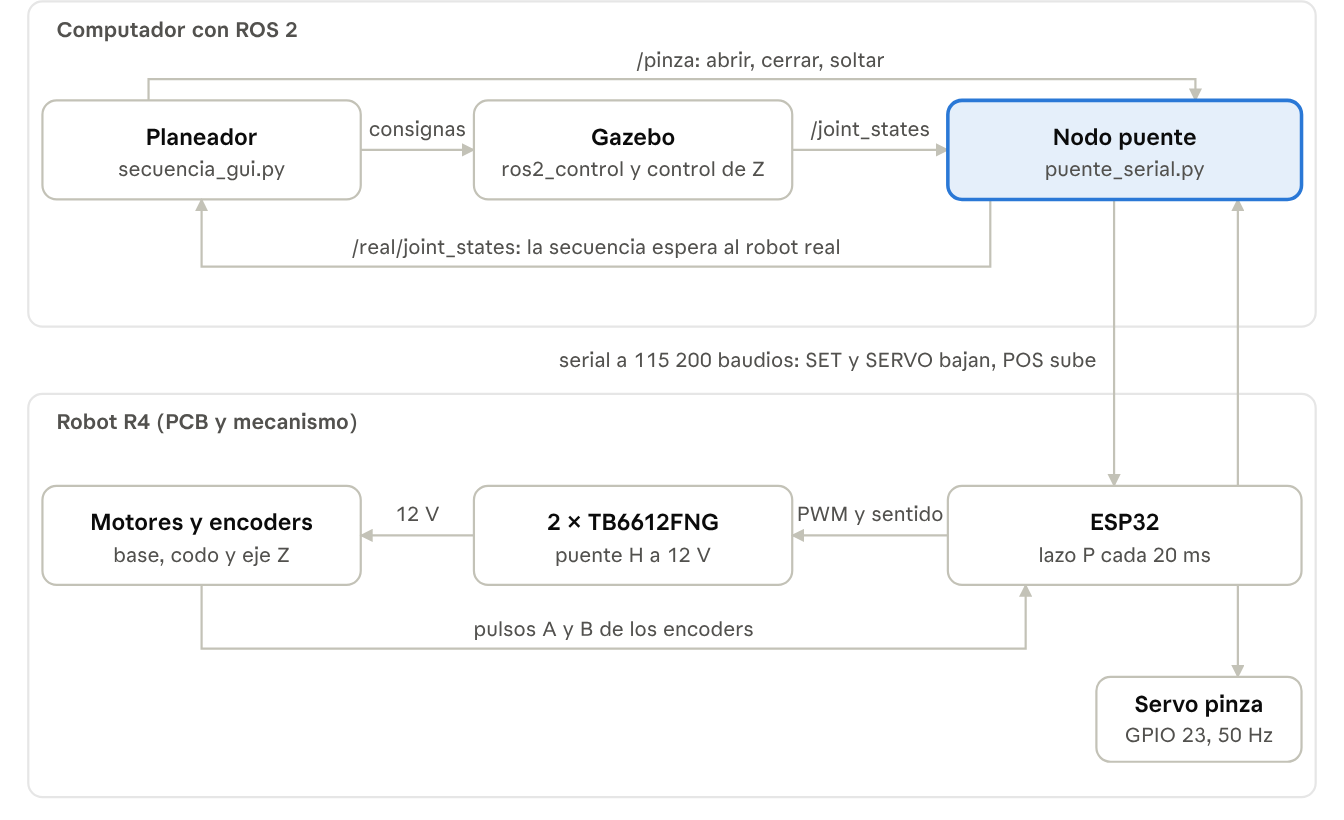 Computador con ROS 2
/pinza: abrir, cerrar, soltar
Planeador
secuencia_gui.py
consignas
Gazebo
ros2_control y control de Z
/joint_states
Nodo puente
puente_serial.py
/real/joint_states: la secuencia espera al robot real
serial a 115 200 baudios: SET y SERVO bajan, POS sube
Robot R4 (PCB y mecanismo)
Motores y encoders
base, codo y eje Z
12 V
2 × TB6612FNG
puente H a 12 V
PWM y sentido
ESP32
lazo P cada 20 ms
pulsos A y B de los encoders
Servo pinza
GPIO 23, 50 Hz